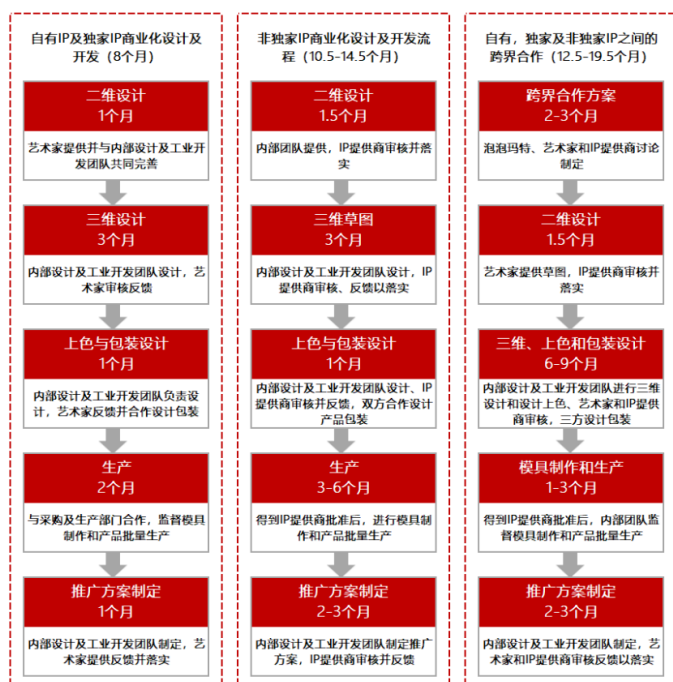 自有IP及独家IP商业化设计及
开发（8个月）
二维设计
1个月
艺术家提供并与内部设计及工业开
发团队共同完善
三维设计
3个月
内部设计及工业开发团队设计，艺
术家审核反馈
上色与包装设计
1个月
内部设计及工业开发团队负责设
计，艺术家反馈并合作设计包装
生产
2个月
与采购及生产部门合作，监督模具
制作和产品批量生产
推广方案制定
1个月
内部设计及工业开发团队制定，艺
术家提供反馈并落实
非独家IP商业化设计及开发流
程（10.5-14.5个月）
二维设计
1.5个月
内部团队提供，IP提供商审核并落
实
三维草图
3个月
内部设计及工业开发团队设计，IP
提供商审核、反馈以落实
上色与包装设计
1个月
内部设计及工业开发团队设计、IP
提供商审核并反馈，双方合作设计
产品包装
生产
3-6个月
得到IP提供商批准后，进行模具制
作和产品批量生产
推广方案制定
2-3个月
内部设计及工业开发团队制定推广
方案，IP提供商审核并反馈
自有，独家及非独家IP之间的
跨界合作（12.5-19.5个月）
跨界合作方案
2-3个月
泡泡玛特、艺术家和IP提供商讨论
制定
二维设计
1.5个月
艺术家提供草图，IP提供商审核并
落实
三维、上色和包装设计
6-9个月
内部设计及工业开发团队进行三维
设计和设计上色、艺术家和IP提供
商审核，三方设计包装
模具制作和生产
1-3个月
得到IP提供商批准后，内部团队监
督模具制作和产品批量生产
推广方案制定
2-3个月
内部设计及工业开发团队制定，艺
术家和IP提供商审核反馈以落实